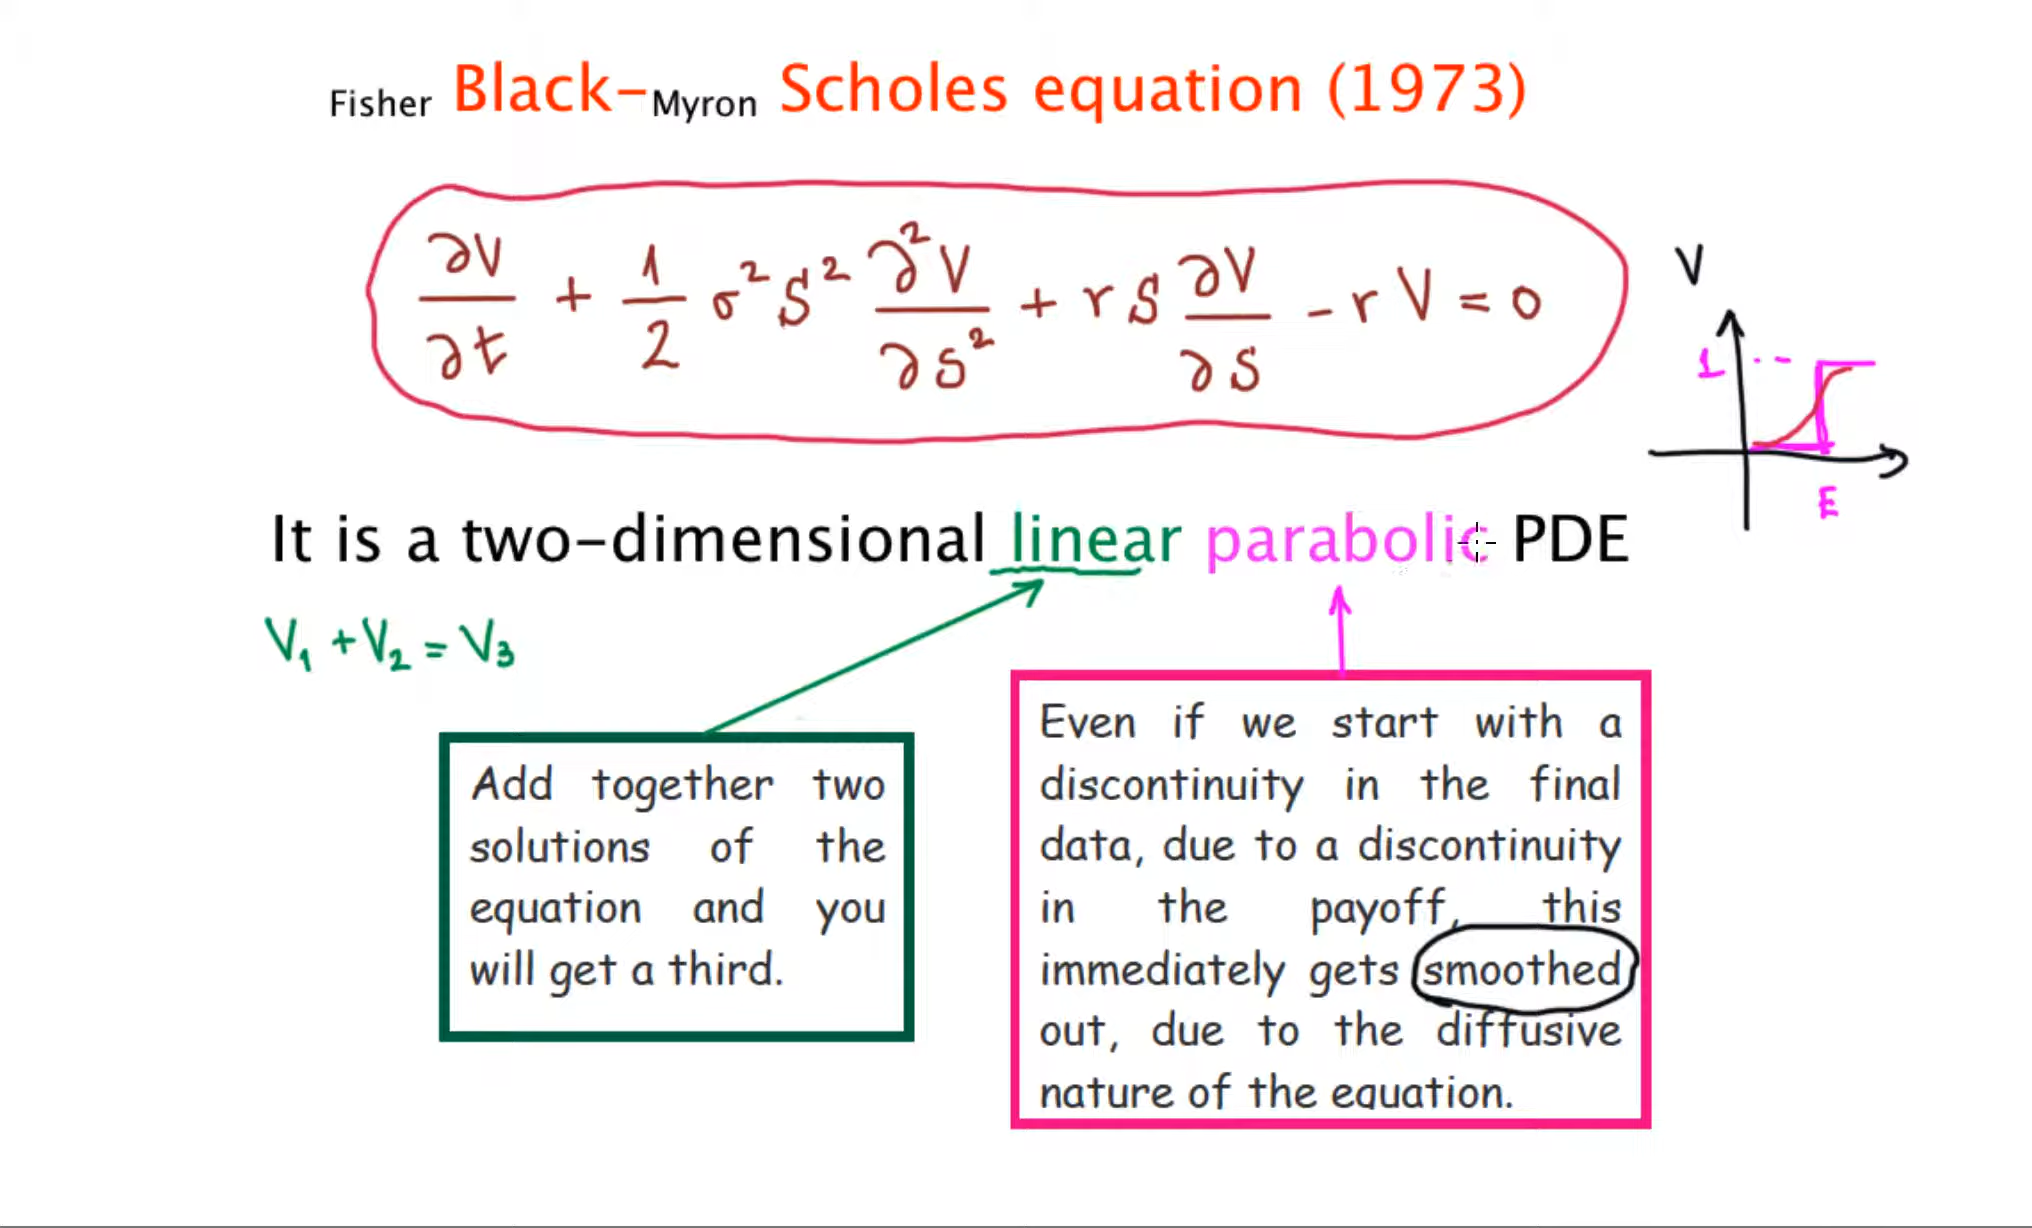 Fisher Black-Myron Scholes equation (1973)
∂V/∂t + 1/2 σ²S² ∂²V/∂S² + rS ∂V/∂S - rV = 0
V
1
E
It is a two-dimensional linear parabolic PDE
V₁ + V₂ = V₃
Add together two
solutions of the
equation and you
will get a third.
Even if we start with a
discontinuity in the final
data, due to a discontinuity
in the payoff, this
immediately gets smoothed
out, due to the diffusive
nature of the equation.